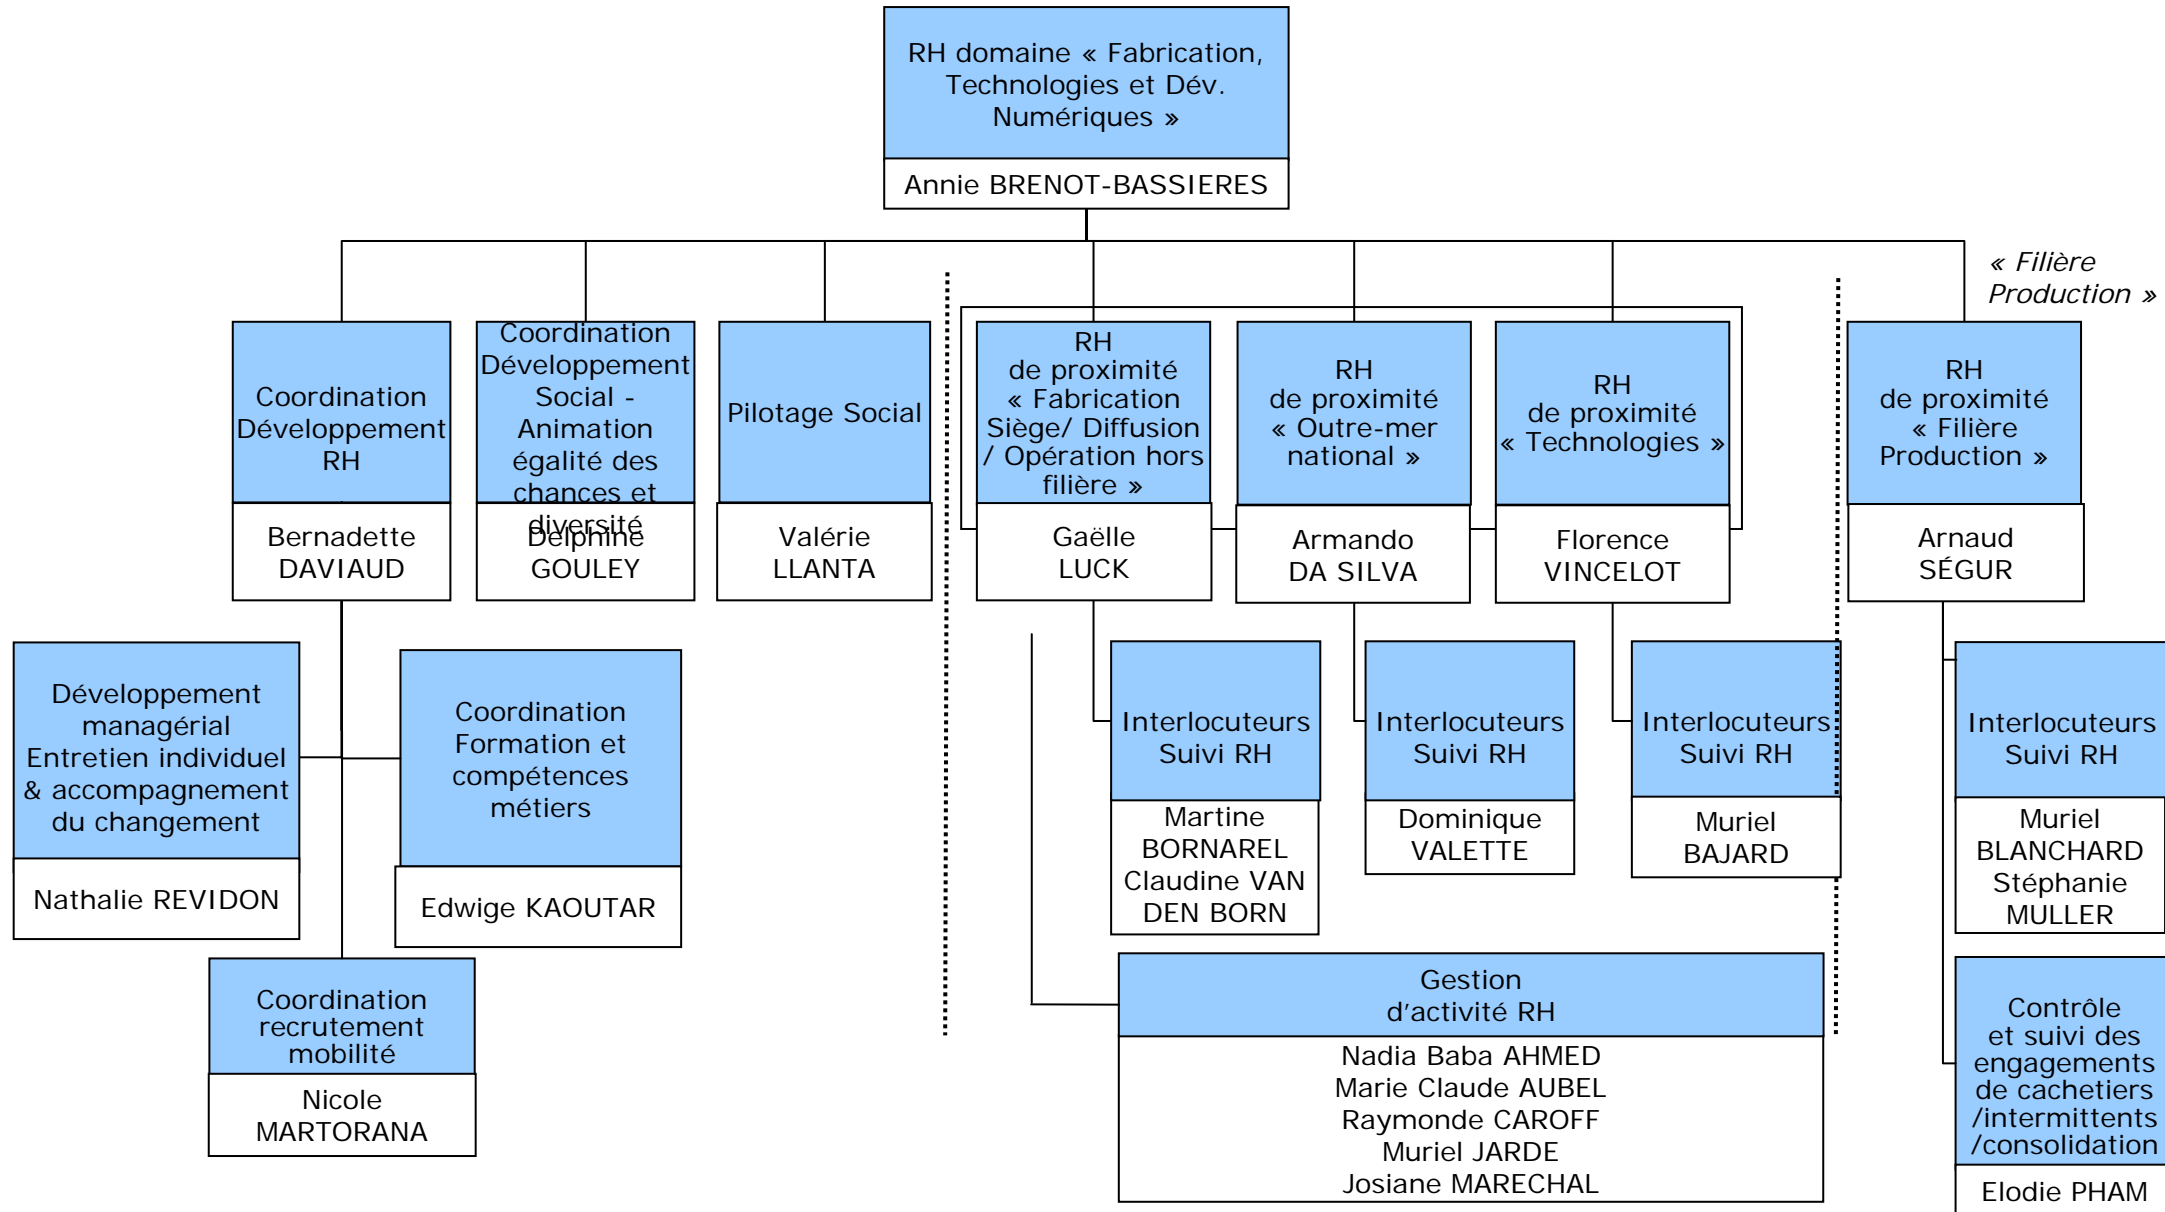 RH domaine « Fabrication,
Technologies et Dév.
Numériques »
Annie BRENOT-BASSIERES
« Filière
Production »
Coordination
Développement
RH
Bernadette
DAVIAUD
Coordination
Développement
Social -
Animation
égalité des
chances et
diversité
Delphine
GOULEY
Pilotage Social
Valérie
LLANTA
RH
de proximité
« Fabrication
Siège/ Diffusion
/ Opération hors
filière »
Gaëlle
LUCK
RH
de proximité
« Outre-mer
national »
Armando
DA SILVA
RH
de proximité
« Technologies »
Florence
VINCELOT
RH
de proximité
« Filière
Production »
Arnaud
SÉGUR
Développement
managérial
Entretien individuel
& accompagnement
du changement
Nathalie REVIDON
Coordination
Formation et
compétences
métiers
Edwige KAOUTAR
Coordination
recrutement
mobilité
Nicole
MARTORANA
Interlocuteurs
Suivi RH
Martine
BORNAREL
Claudine VAN
DEN BORN
Interlocuteurs
Suivi RH
Dominique
VALETTE
Interlocuteurs
Suivi RH
Muriel
BAJARD
Interlocuteurs
Suivi RH
Muriel
BLANCHARD
Stéphanie
MULLER
Gestion
d'activité RH
Nadia Baba AHMED
Marie Claude AUBEL
Raymonde CAROFF
Muriel JARDE
Josiane MARECHAL
Contrôle
et suivi des
engagements
de cachetiers
/intermittents
/consolidation
Elodie PHAM